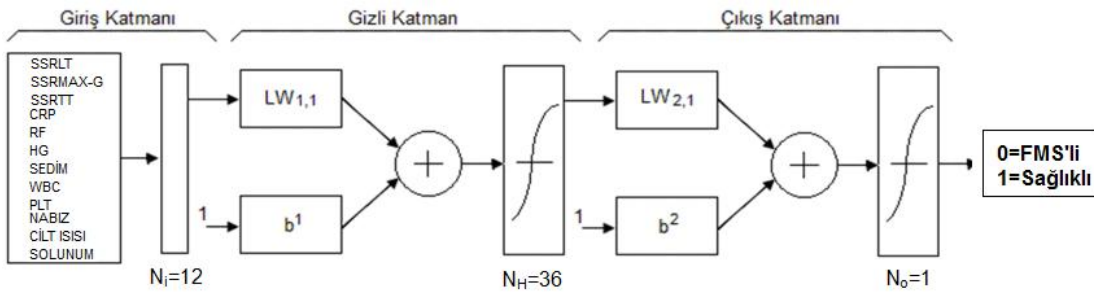 Giriş Katmanı
Gizli Katman
Çıkış Katmanı
SSRLT
SSRMAX-G
SSRTT
CRP
RF
HG
SEDİM
WBC
PLT
NABIZ
CİLT ISISI
SOLUNUM
LW1,1
1
b1
LW2,1
1
b2
0=FMS'li
1=Sağlıklı
Ni=12
NH=36
No=1